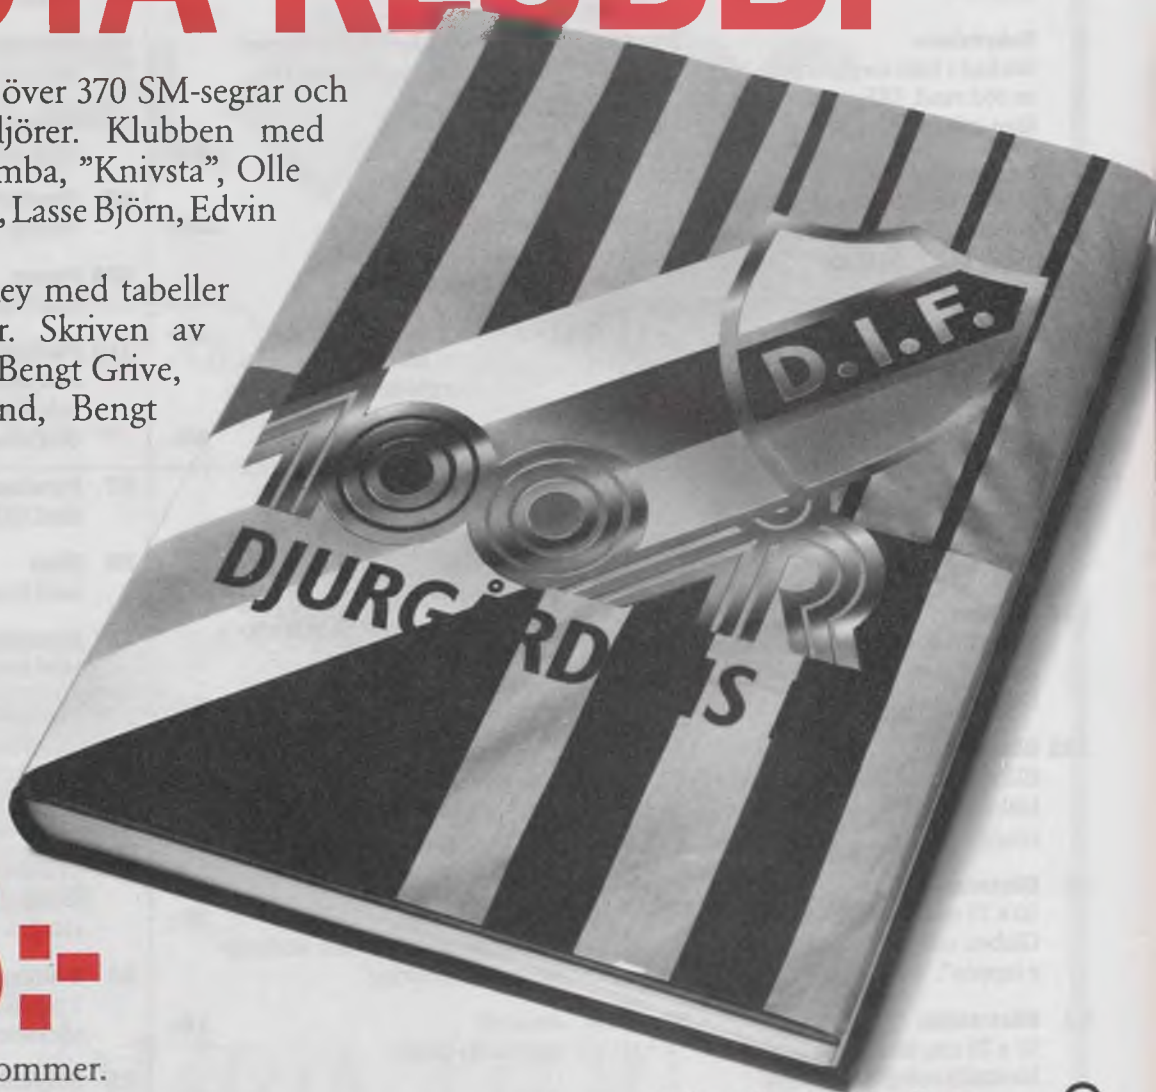 över 370 SM-segrar och
ljörer. Klubben med
mba, "Knivsta", Olle
, Lasse Björn, Edvin
ey med tabeller
r. Skriven av
Bengt Grive,
nd, Bengt
D.I.F.
100 ÅR
DJURGÅRDENS
:-
ommer.